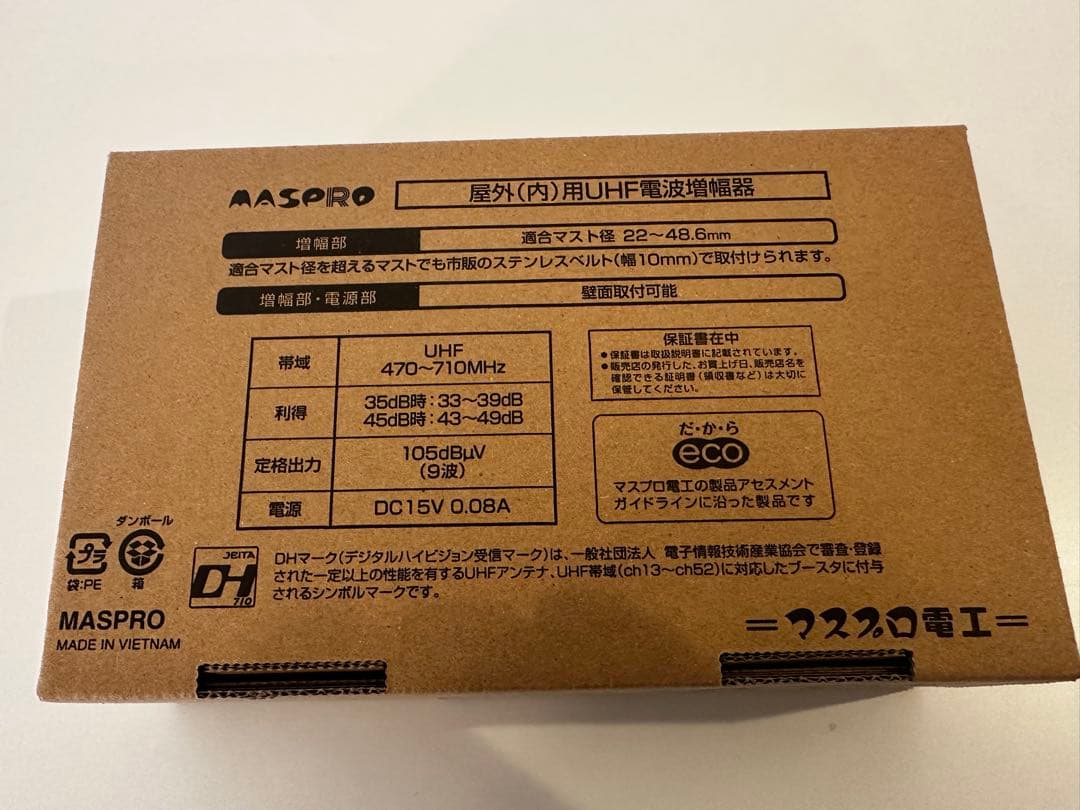 MASPRO
屋外(内)用UHF電波増幅器
増幅部 適合マスト径 22〜48.6mm
適合マスト径を超えるマストでも市販のステンレスベルト(幅10mm)で取付けられます。
増幅部・電源部 壁面取付可能
帯域 UHF
470〜710MHz
利得 35dB時:33〜39dB
45dB時:43〜49dB
定格出力 105dBμV
(9波)
電源 DC15V 0.08A
保証書在中
●保証書は取扱説明書に記載されています。
●販売店の発行した、お買上げ日、販売店名を
確認できる証明書(領収書など)は大切に
保管してください。
だ・か・ら
eco
マスプロ電工の製品アセスメント
ガイドラインに沿った製品です
プラ
袋:PE
ダンボール
箱
JEITA
DH
710
DHマーク(デジタルハイビジョン受信マーク)は、一般社団法人 電子情報技術産業協会で審査・登録
された一定以上の性能を有するUHFアンテナ、UHF帯域(ch13〜ch52)に対応したブースタに付与
されるシンボルマークです。
MASPRO
MADE IN VIETNAM
=マスプロ電工=